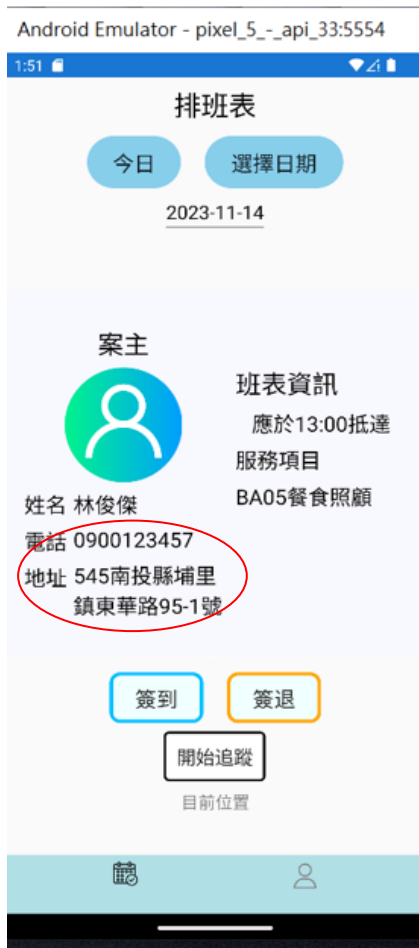 Android Emulator - pixel_5_-_api_33:5554
1:51
排班表
今日 選擇日期
2023-11-14
案主
班表資訊
應於13:00抵達
服務項目
BA05餐食照顧
姓名 林俊傑
電話 0900123457
地址 545南投縣埔里
鎮東華路95-1號
簽到 簽退
開始追蹤
目前位置